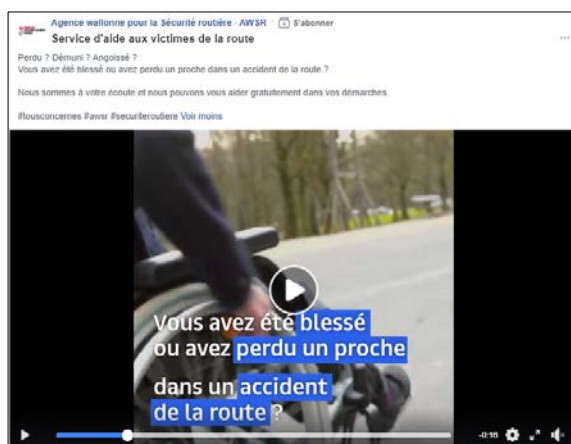 Agence wallonne pour la Sécurité routière - AWSR · S'abonner
Service d'aide aux victimes de la route
Perdu ? Démuni ? Angoissé ?
Vous avez été blessé ou avez perdu un proche dans un accident de la route ?
Nous sommes à votre écoute et nous pouvons vous aider gratuitement dans vos démarches.
#tousconcernes #awsr #securiteroutiere Voir moins
Vous avez été blessé
ou avez perdu un proche
dans un accident
de la route ?
-0:16